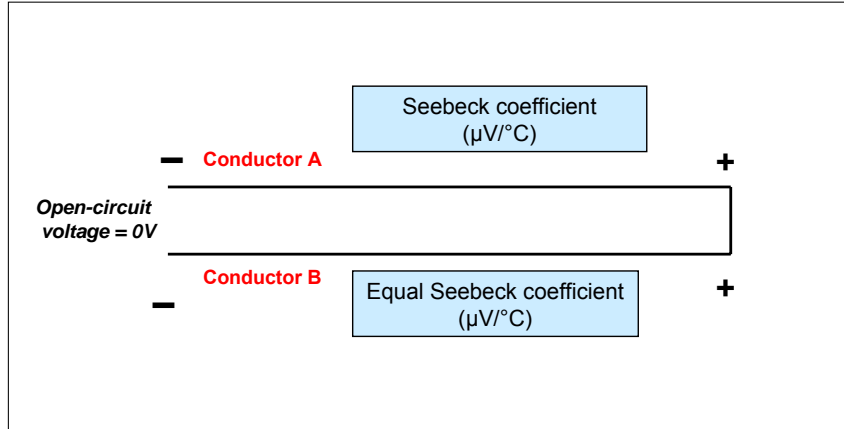 Seebeck coefficient
(µV/°C)
– Conductor A +
Open-circuit
voltage = 0V
Conductor B
– +
Equal Seebeck coefficient
(µV/°C)